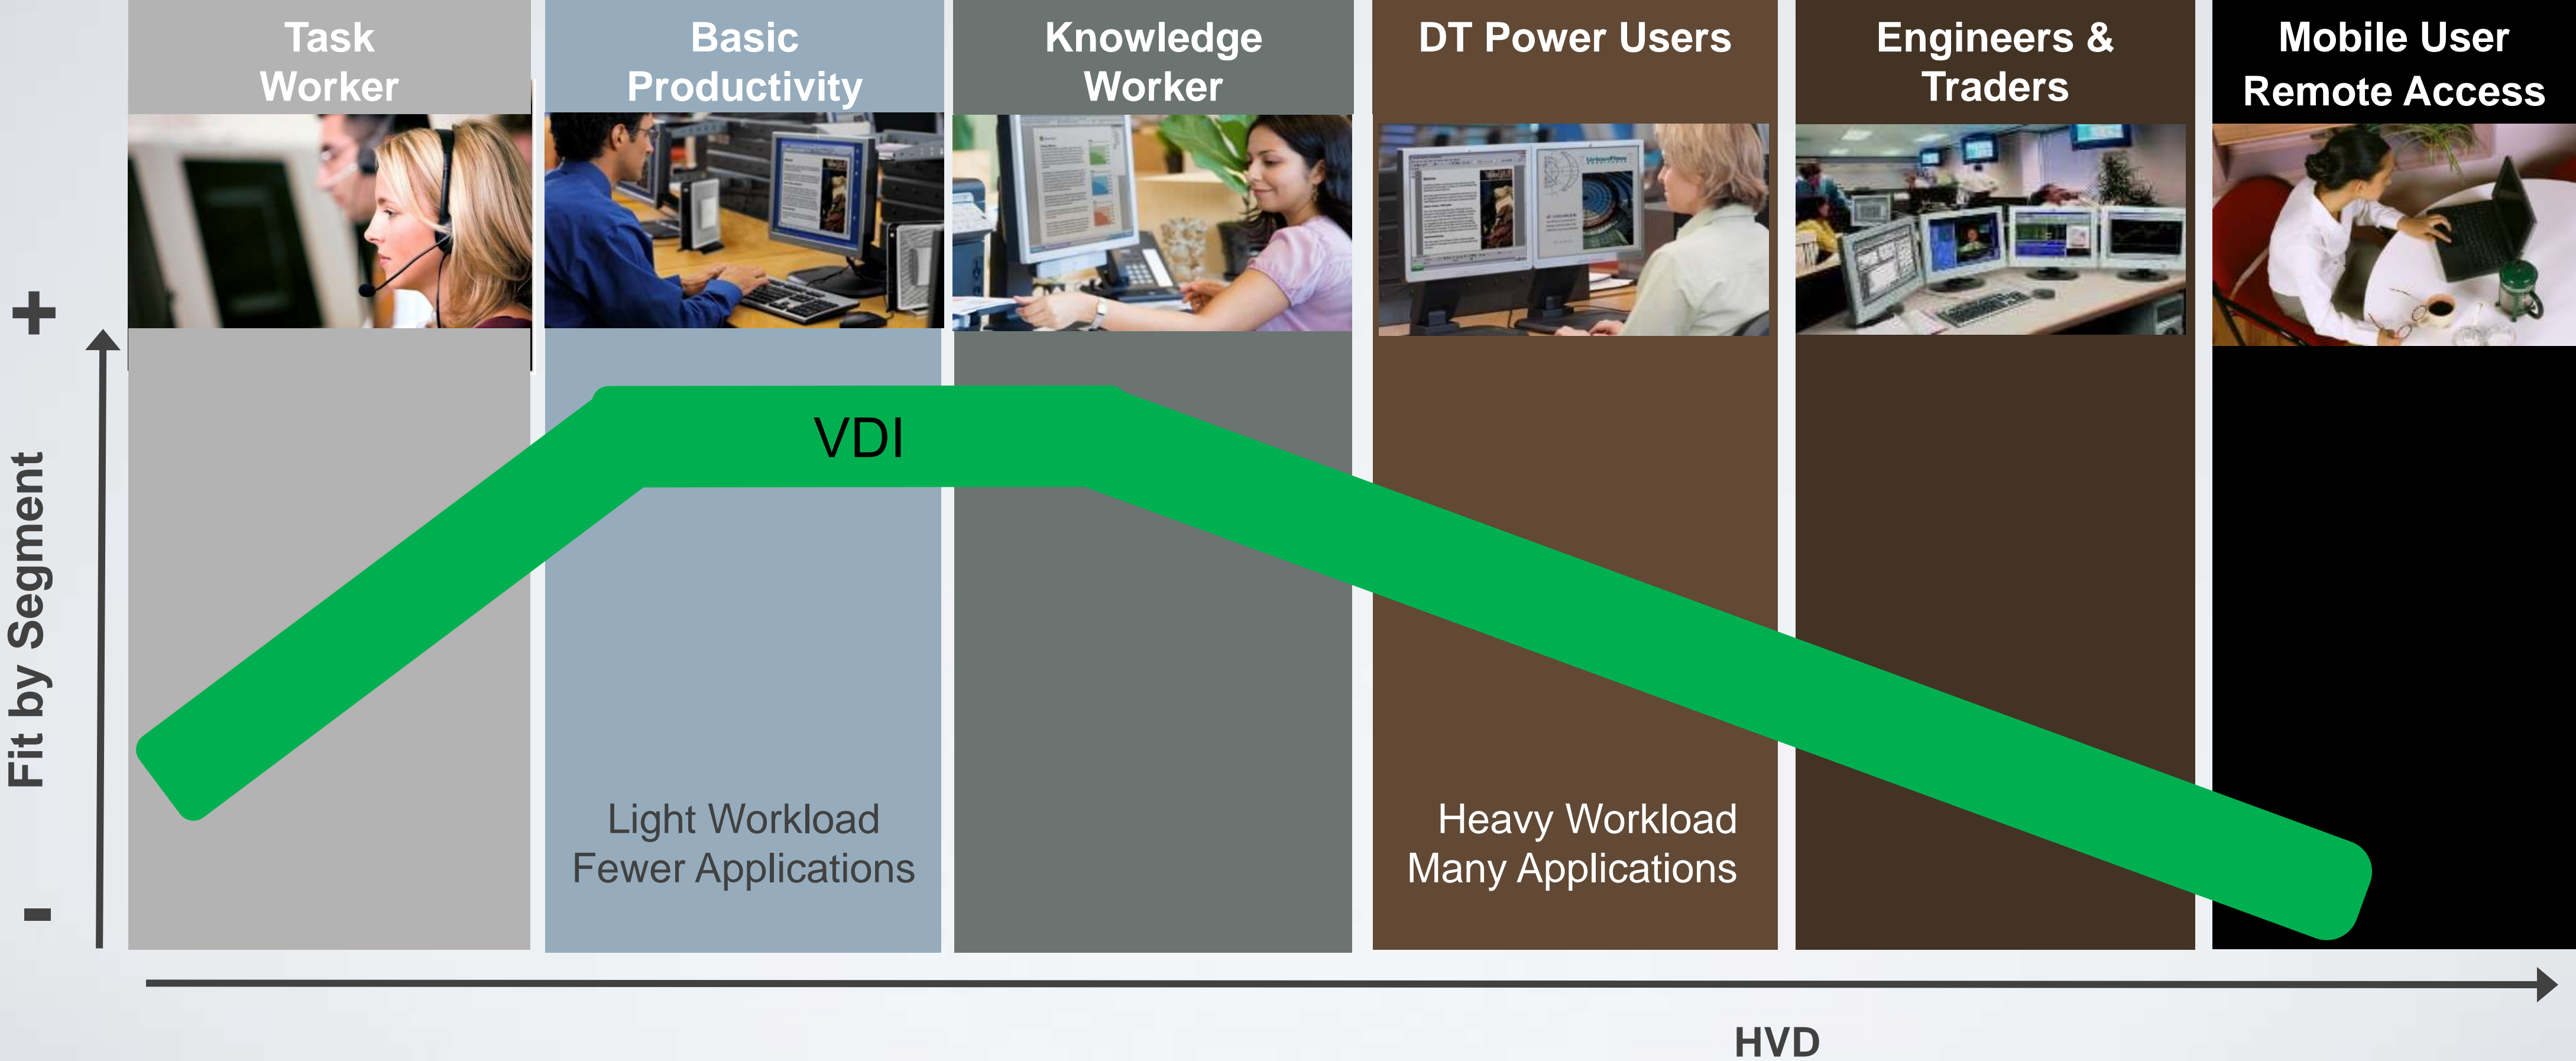 Task
Worker
Basic
Productivity
Knowledge
Worker
DT Power Users
Engineers &
Traders
Mobile User
Remote Access
+
Fit by Segment
-
VDI
Light Workload
Fewer Applications
Heavy Workload
Many Applications
HVD